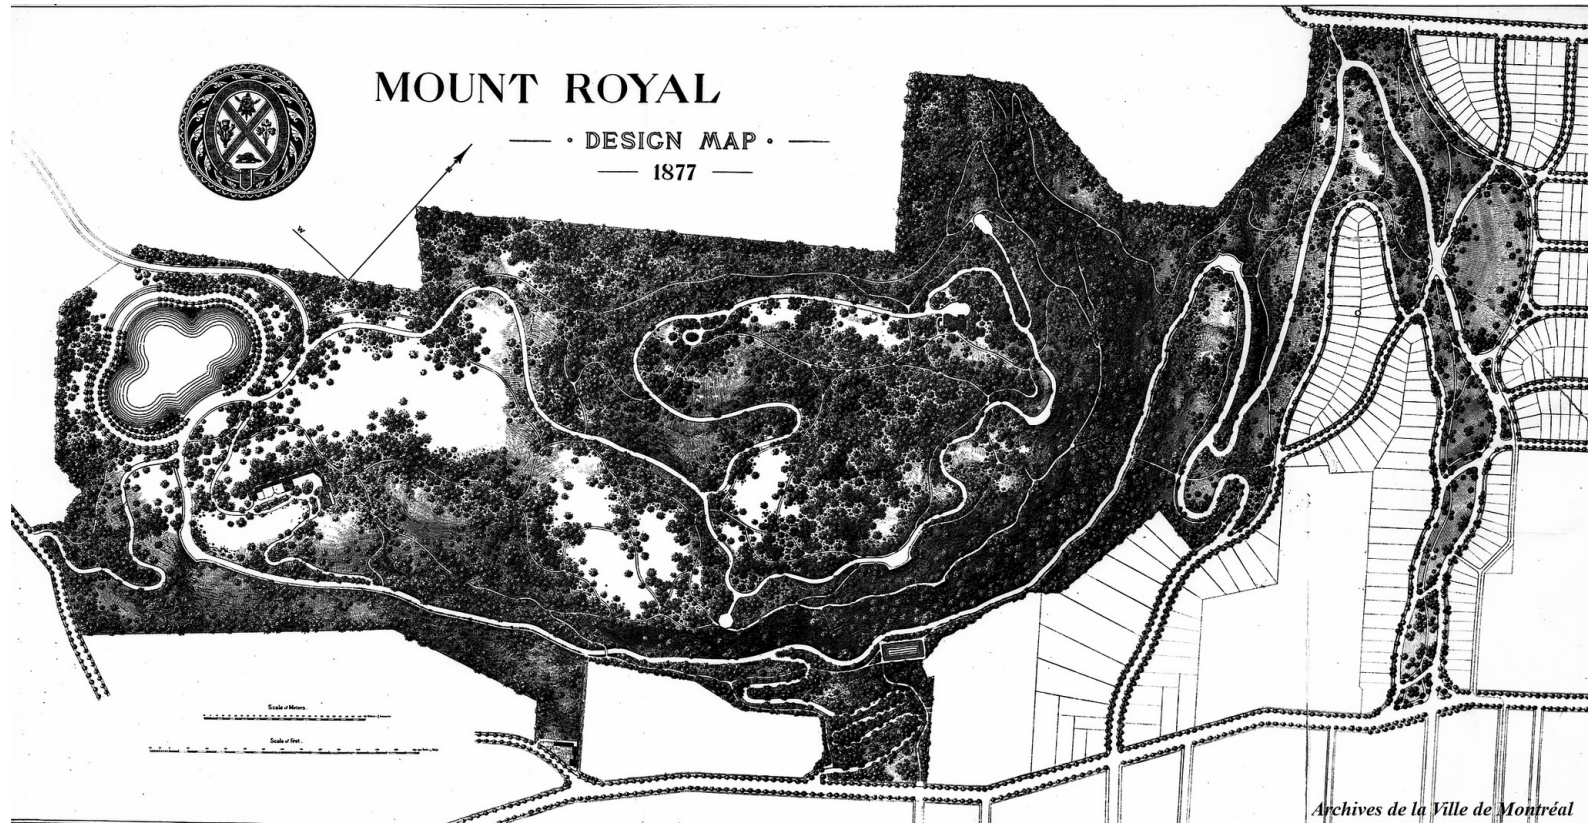 MOUNT ROYAL
· DESIGN MAP ·
1877
W
Scale of Meters.
Scale of Feet.
Archives de la Ville de Montréal